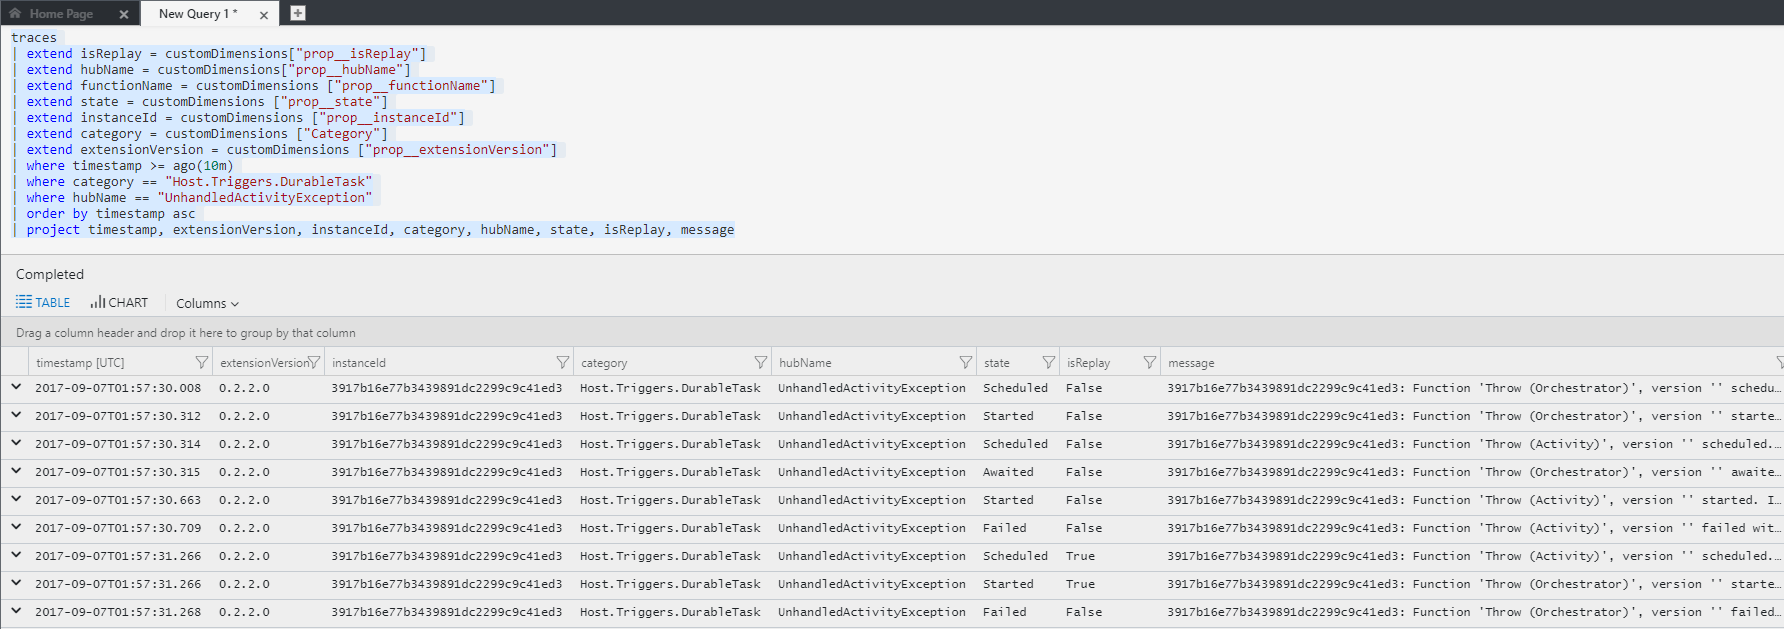 Home Page
New Query 1 *
traces
| extend isReplay = customDimensions["prop__isReplay"]
| extend hubName = customDimensions["prop__hubName"]
| extend functionName = customDimensions ["prop__functionName"]
| extend state = customDimensions ["prop__state"]
| extend instanceId = customDimensions ["prop__instanceId"]
| extend category = customDimensions ["Category"]
| extend extensionVersion = customDimensions ["prop__extensionVersion"]
| where timestamp >= ago(10m)
| where category == "Host.Triggers.DurableTask"
| where hubName == "UnhandledActivityException"
| order by timestamp asc
| project timestamp, extensionVersion, instanceId, category, hubName, state, isReplay, message
Completed
TABLE CHART Columns
Drag a column header and drop it here to group by that column
timestamp [UTC] extensionVersion instanceId category hubName state isReplay message
2017-09-07T01:57:30.008 0.2.2.0 3917b16e77b3439891dc2299c9c41ed3 Host.Triggers.DurableTask UnhandledActivityException Scheduled False 3917b16e77b3439891dc2299c9c41ed3: Function 'Throw (Orchestrator)', version '' schedu...
2017-09-07T01:57:30.312 0.2.2.0 3917b16e77b3439891dc2299c9c41ed3 Host.Triggers.DurableTask UnhandledActivityException Started False 3917b16e77b3439891dc2299c9c41ed3: Function 'Throw (Orchestrator)', version '' starte...
2017-09-07T01:57:30.314 0.2.2.0 3917b16e77b3439891dc2299c9c41ed3 Host.Triggers.DurableTask UnhandledActivityException Scheduled False 3917b16e77b3439891dc2299c9c41ed3: Function 'Throw (Activity)', version '' scheduled....
2017-09-07T01:57:30.315 0.2.2.0 3917b16e77b3439891dc2299c9c41ed3 Host.Triggers.DurableTask UnhandledActivityException Awaited False 3917b16e77b3439891dc2299c9c41ed3: Function 'Throw (Orchestrator)', version '' awaite...
2017-09-07T01:57:30.663 0.2.2.0 3917b16e77b3439891dc2299c9c41ed3 Host.Triggers.DurableTask UnhandledActivityException Started False 3917b16e77b3439891dc2299c9c41ed3: Function 'Throw (Activity)', version '' started. I...
2017-09-07T01:57:30.709 0.2.2.0 3917b16e77b3439891dc2299c9c41ed3 Host.Triggers.DurableTask UnhandledActivityException Failed False 3917b16e77b3439891dc2299c9c41ed3: Function 'Throw (Activity)', version '' failed wit...
2017-09-07T01:57:31.266 0.2.2.0 3917b16e77b3439891dc2299c9c41ed3 Host.Triggers.DurableTask UnhandledActivityException Scheduled True 3917b16e77b3439891dc2299c9c41ed3: Function 'Throw (Activity)', version '' scheduled....
2017-09-07T01:57:31.266 0.2.2.0 3917b16e77b3439891dc2299c9c41ed3 Host.Triggers.DurableTask UnhandledActivityException Started True 3917b16e77b3439891dc2299c9c41ed3: Function 'Throw (Orchestrator)', version '' starte...
2017-09-07T01:57:31.268 0.2.2.0 3917b16e77b3439891dc2299c9c41ed3 Host.Triggers.DurableTask UnhandledActivityException Failed False 3917b16e77b3439891dc2299c9c41ed3: Function 'Throw (Orchestrator)', version '' failed...